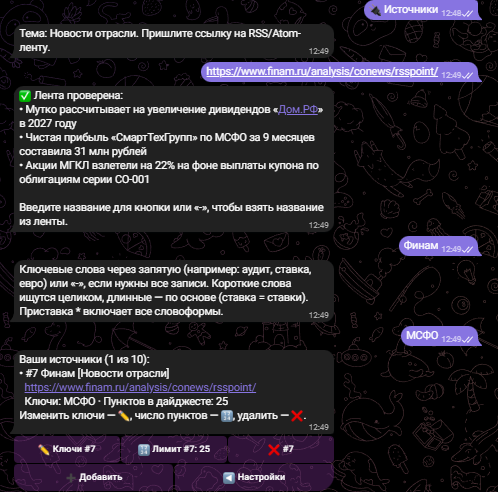 🔌 Источники 12:48
Тема: Новости отрасли. Пришлите ссылку на RSS/Atom-
ленту. 12:49
https://www.finam.ru/analysis/conews/rsspoint/ 12:49
✅ Лента проверена:
• Мутко рассчитывает на увеличение дивидендов «Дом.РФ»
в 2027 году
• Чистая прибыль «СмартТехГрупп» по МСФО за 9 месяцев
составила 31 млн рублей
• Акции МГКЛ взлетели на 22% на фоне выплаты купона по
облигациям серии CO-001
Введите название для кнопки или «-», чтобы взять название
из ленты. 12:49
Финам 12:49
Ключевые слова через запятую (например: аудит, ставка,
евро) или «-», если нужны все записи. Короткие слова
ищутся целиком, длинные — по основе (ставка = ставки).
Приставка * включает все словоформы. 12:49
МСФО 12:49
Ваши источники (1 из 10):
• #7 Финам [Новости отрасли]
https://www.finam.ru/analysis/conews/rsspoint/
Ключи: МСФО · Пунктов в дайджесте: 25
Изменить ключи — ✏️, число пунктов — 🔢, удалить — ❌.
12:49
✏️ Ключи #7 🔢 Лимит #7: 25 ❌ #7
➕ Добавить ◀️ Настройки